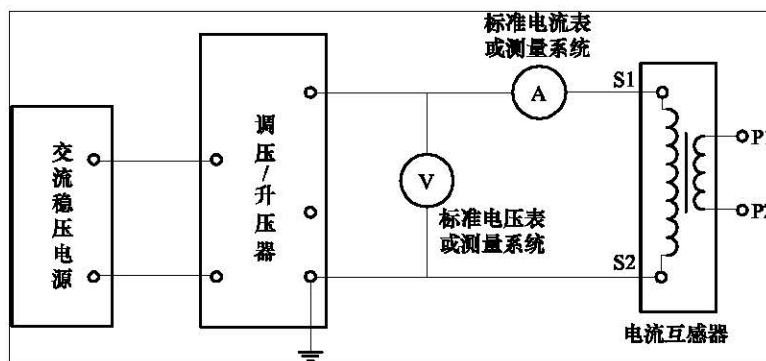 标准电流表
或测量系统
A
S1
P1
交流稳压电源
调压/升压器
V
标准电压表
或测量系统
P2
S2
电流互感器